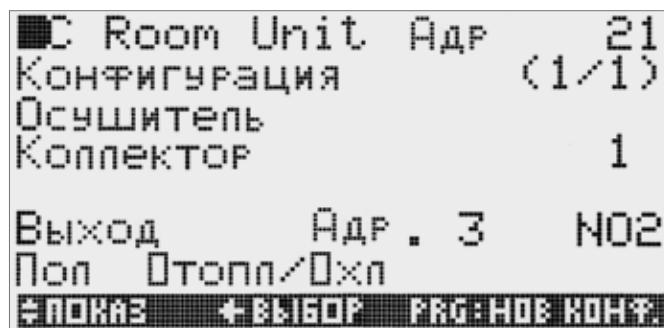 C Room Unit Адр 21
Конфигурация (1/1)
Осушитель
Коллектор 1
Выход Адр. 3 NO2
Пол Отопл/Охл
ПОКАЗ ←ВЫБОР PRG:НОВ КОНФ.